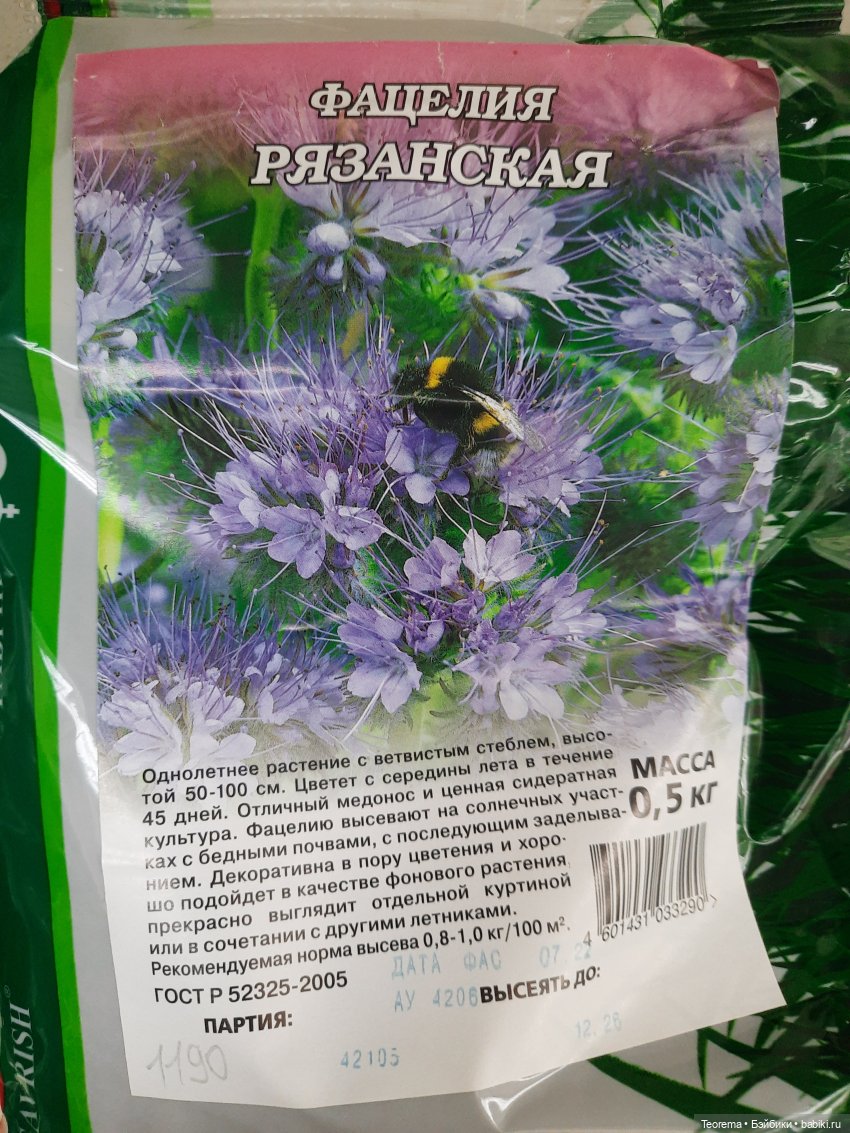 ФАЦЕЛИЯ
РЯЗАНСКАЯ
Однолетнее растение с ветвистым стеблем, высо-
той 50-100 см. Цветет с середины лета в течение
45 дней. Отличный медонос и ценная сидератная
культура. Фацелию высевают на солнечных участ-
ках с бедными почвами, с последующим заделыва-
нием. Декоративна в пору цветения и хоро-
шо подойдет в качестве фонового растения,
прекрасно выглядит отдельной куртиной
или в сочетании с другими летниками.
Рекомендуемая норма высева 0,8-1,0 кг/100 м².
МАССА
0,5 кг
4 601431 033290 >
ГОСТ Р 52325-2005
ДАТА ФАС 07.22
АУ 4206
ВЫСЕЯТЬ ДО:
12.26
ПАРТИЯ:
42105
1190
Teorema • Бэйбики • babiki.ru